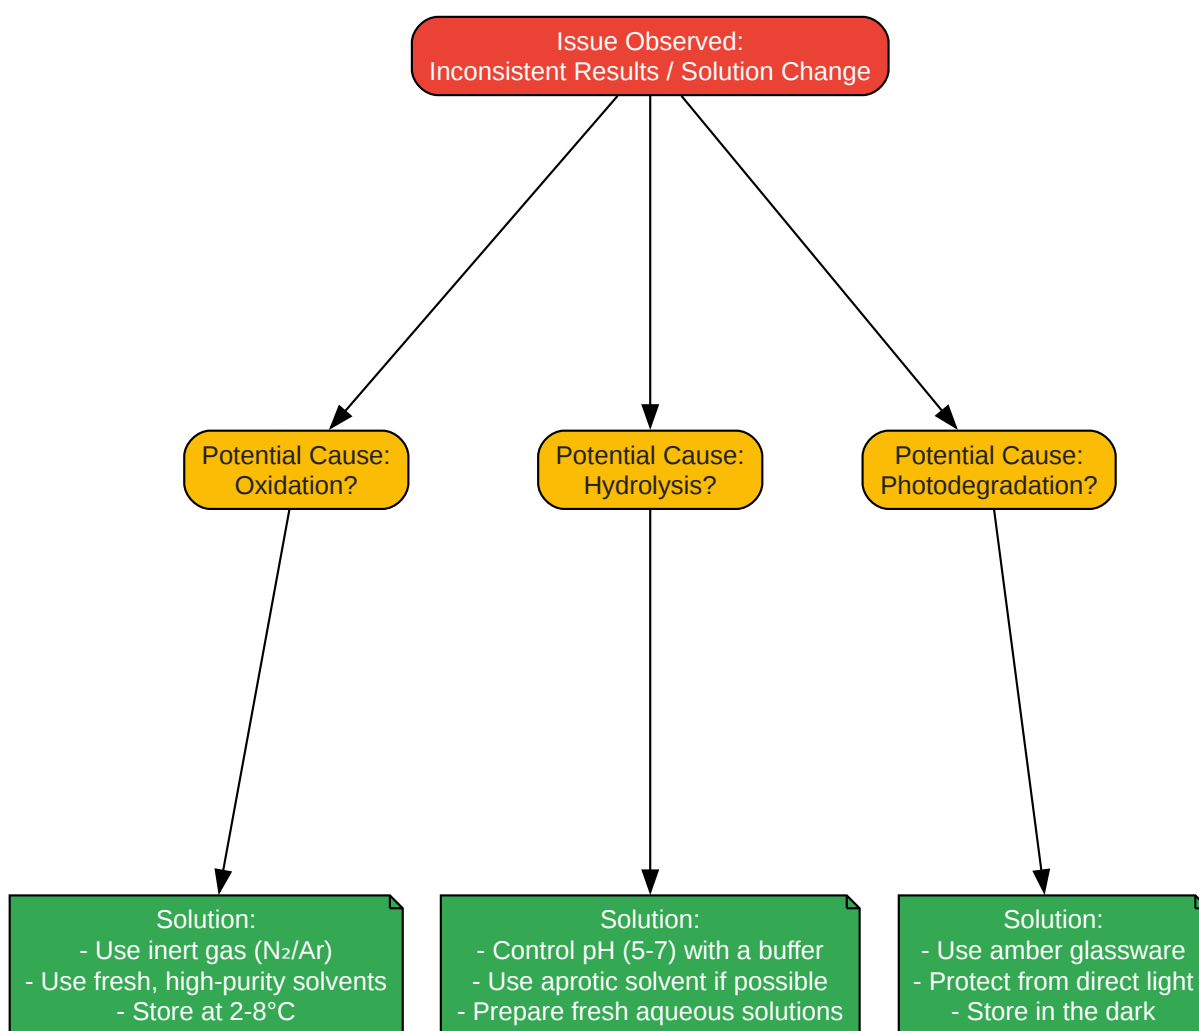 Issue Observed:
Inconsistent Results / Solution Change
Potential Cause:
Oxidation?
Potential Cause:
Hydrolysis?
Potential Cause:
Photodegradation?
Solution:
- Use inert gas (N₂/Ar)
- Use fresh, high-purity solvents
- Store at 2-8°C
Solution:
- Control pH (5-7) with a buffer
- Use aprotic solvent if possible
- Prepare fresh aqueous solutions
Solution:
- Use amber glassware
- Protect from direct light
- Store in the dark